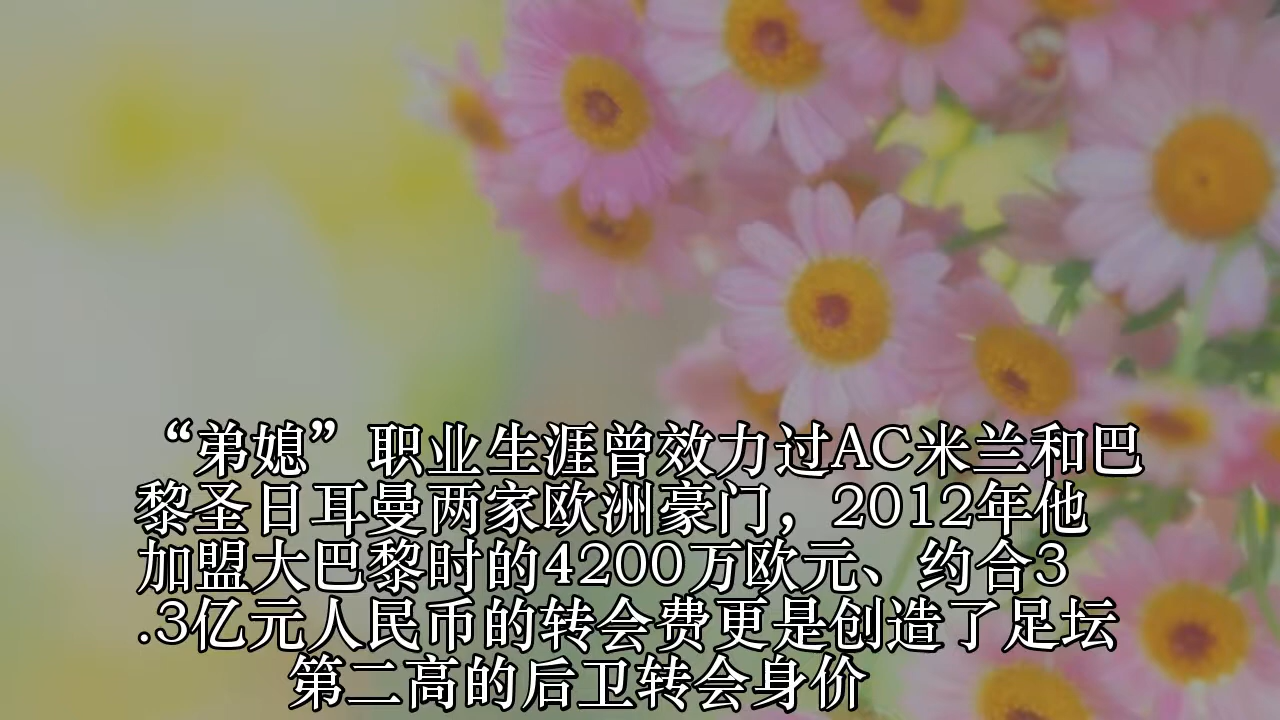 “弟媳”职业生涯曾效力过AC米兰和巴
黎圣日耳曼两家欧洲豪门，2012年他
加盟大巴黎时的4200万欧元、约合3
.3亿元人民币的转会费更是创造了足坛
第二高的后卫转会身价